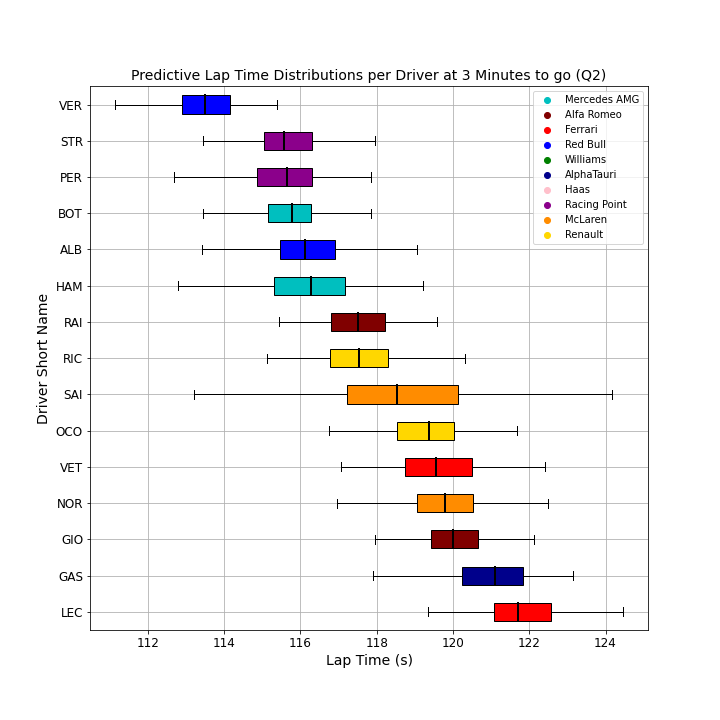 Predictive Lap Time Distributions per Driver at 3 Minutes to go (Q2)
VER
STR
PER
BOT
ALB
HAM
RAI
RIC
SAI
OCO
VET
NOR
GIO
GAS
LEC
Driver Short Name
Mercedes AMG
Alfa Romeo
Ferrari
Red Bull
Williams
AlphaTauri
Haas
Racing Point
McLaren
Renault
112 114 116 118 120 122 124
Lap Time (s)